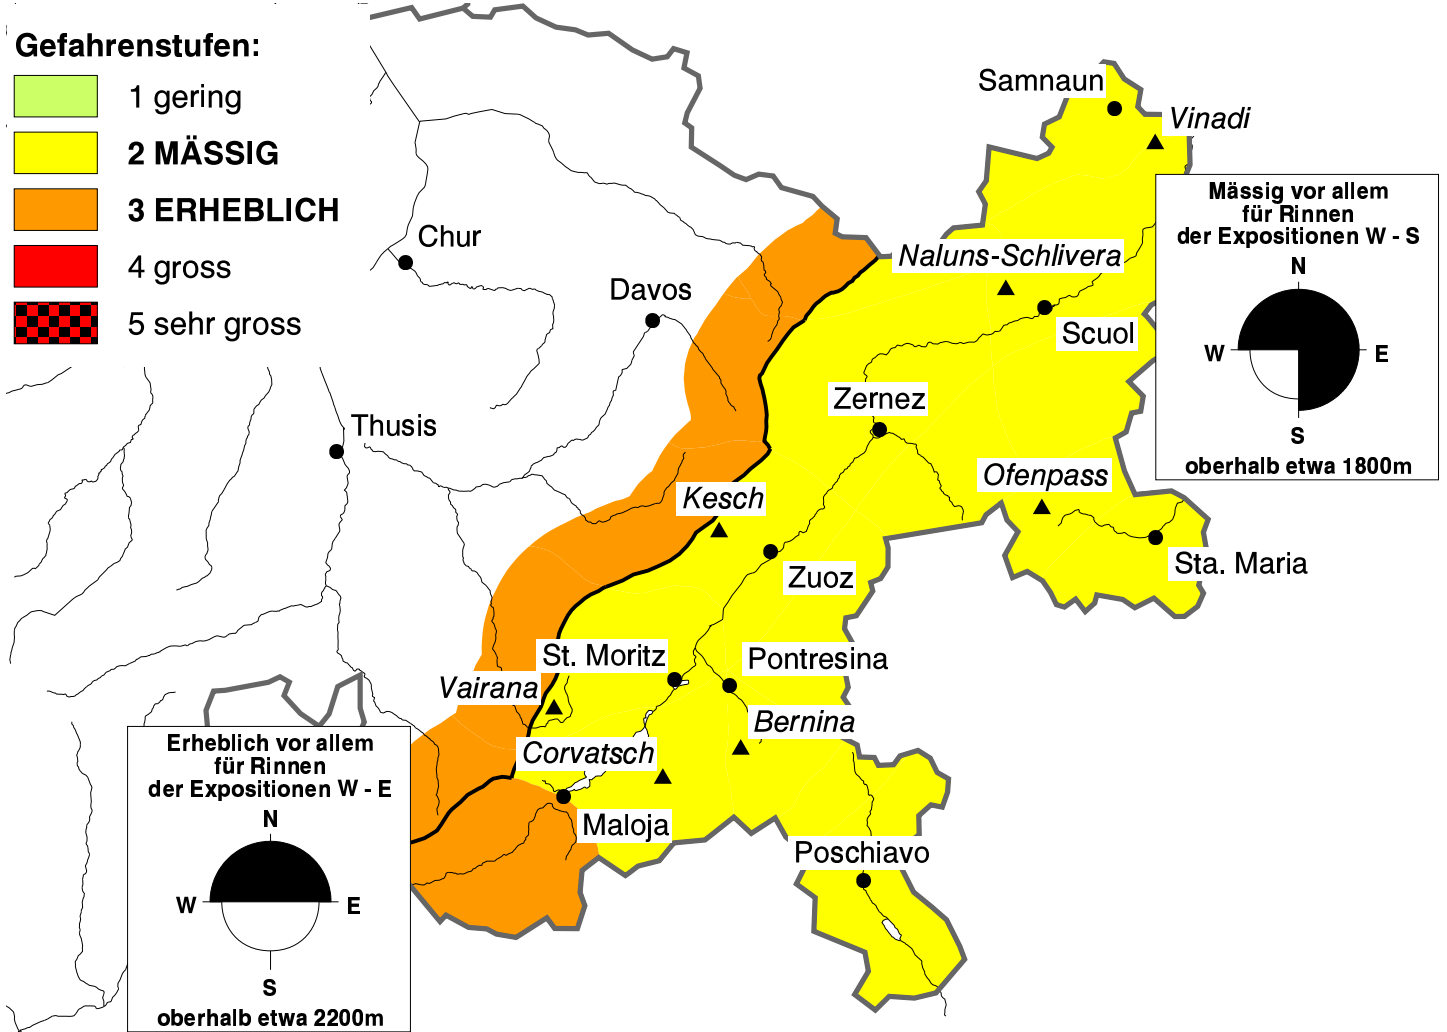 Gefahrenstufen:
1 gering
2 MÄSSIG
3 ERHEBLICH
4 gross
5 sehr gross
Samnaun
Vinadi
Mässig vor allem
für Rinnen
der Expositionen W - S
N
W
E
S
oberhalb etwa 1800m
Chur
Naluns-Schlivera
Davos
Scuol
Zernez
Thusis
Ofenpass
Kesch
Sta. Maria
Zuoz
St. Moritz
Pontresina
Vairana
Bernina
Corvatsch
Maloja
Poschiavo
Erheblich vor allem
für Rinnen
der Expositionen W - E
N
W
E
S
oberhalb etwa 2200m